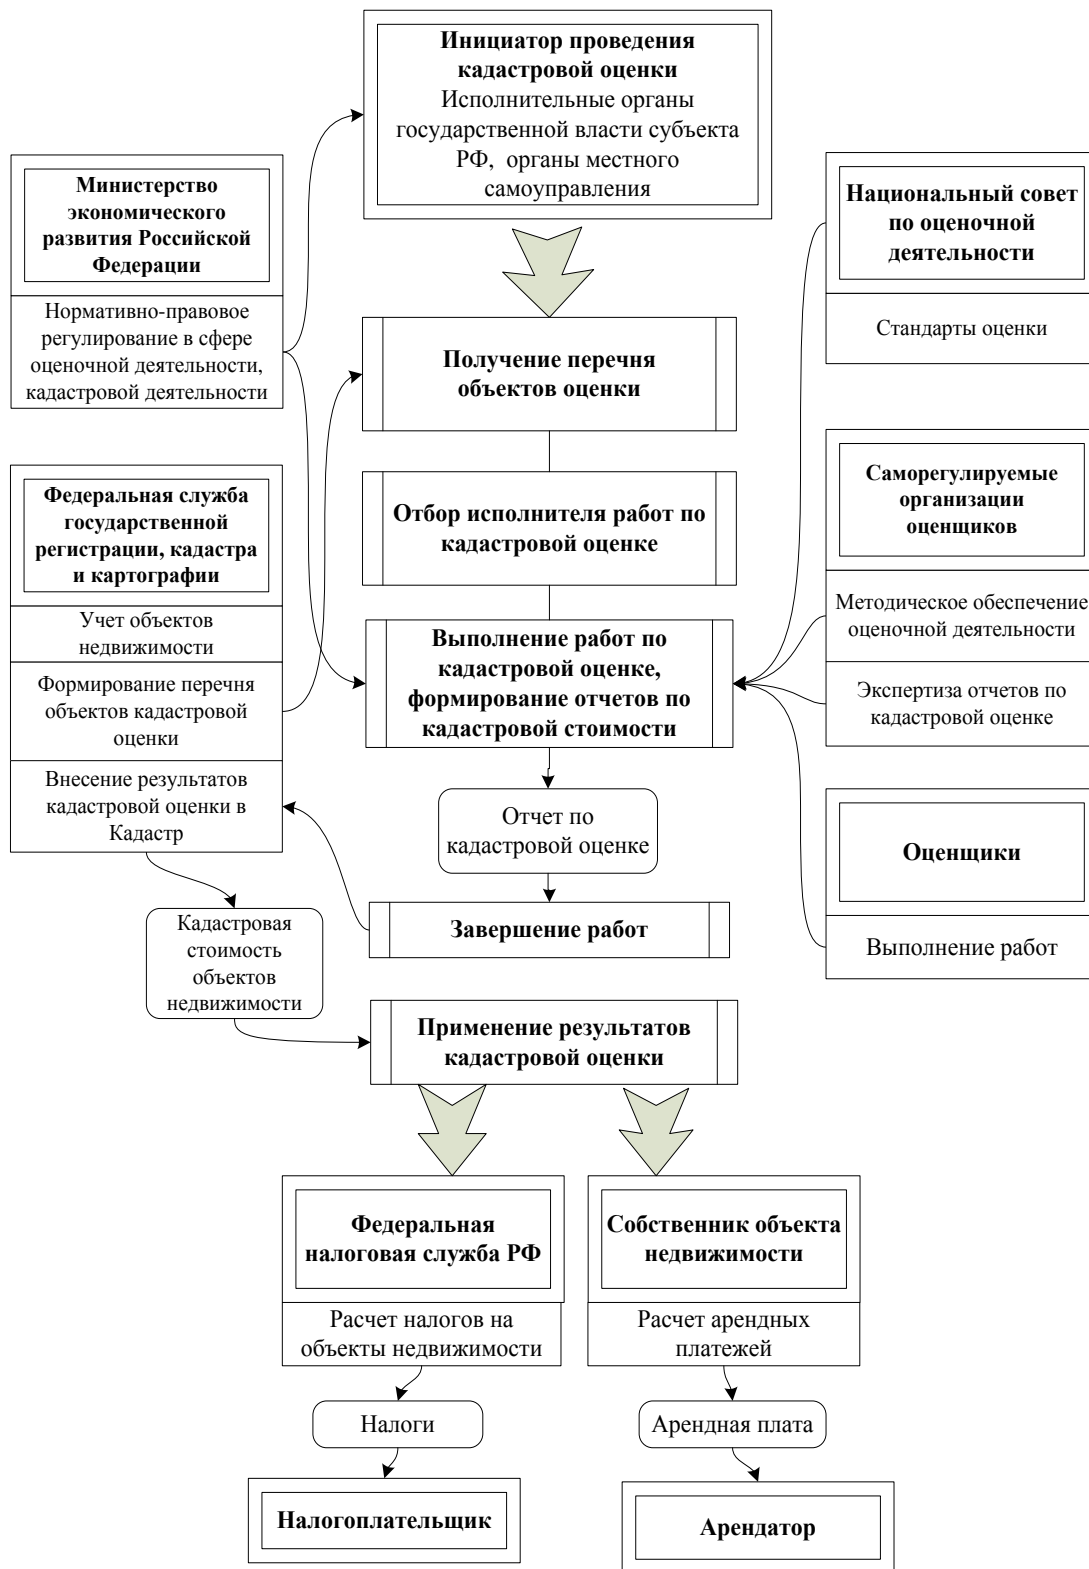 Инициатор проведения
кадастровой оценки
Исполнительные органы
государственной власти субъекта
РФ, органы местного
самоуправления
Министерство
экономического
развития Российской
Федерации
Нормативно-правовое
регулирование в сфере
оценочной деятельности,
кадастровой деятельности
Национальный совет
по оценочной
деятельности
Стандарты оценки
Получение перечня
объектов оценки
Федеральная служба
государственной
регистрации, кадастра
и картографии
Учет объектов
недвижимости
Формирование перечня
объектов кадастровой
оценки
Внесение результатов
кадастровой оценки в
Кадастр
Отбор исполнителя работ по
кадастровой оценке
Саморегулируемые
организации
оценщиков
Методическое обеспечение
оценочной деятельности
Экспертиза отчетов по
кадастровой оценке
Выполнение работ по
кадастровой оценке,
формирование отчетов по
кадастровой стоимости
Отчет по
кадастровой оценке
Оценщики
Выполнение работ
Завершение работ
Кадастровая
стоимость
объектов
недвижимости
Применение результатов
кадастровой оценки
Федеральная
налоговая служба РФ
Расчет налогов на
объекты недвижимости
Собственник объекта
недвижимости
Расчет арендных
платежей
Налоги
Арендная плата
Налогоплательщик
Арендатор